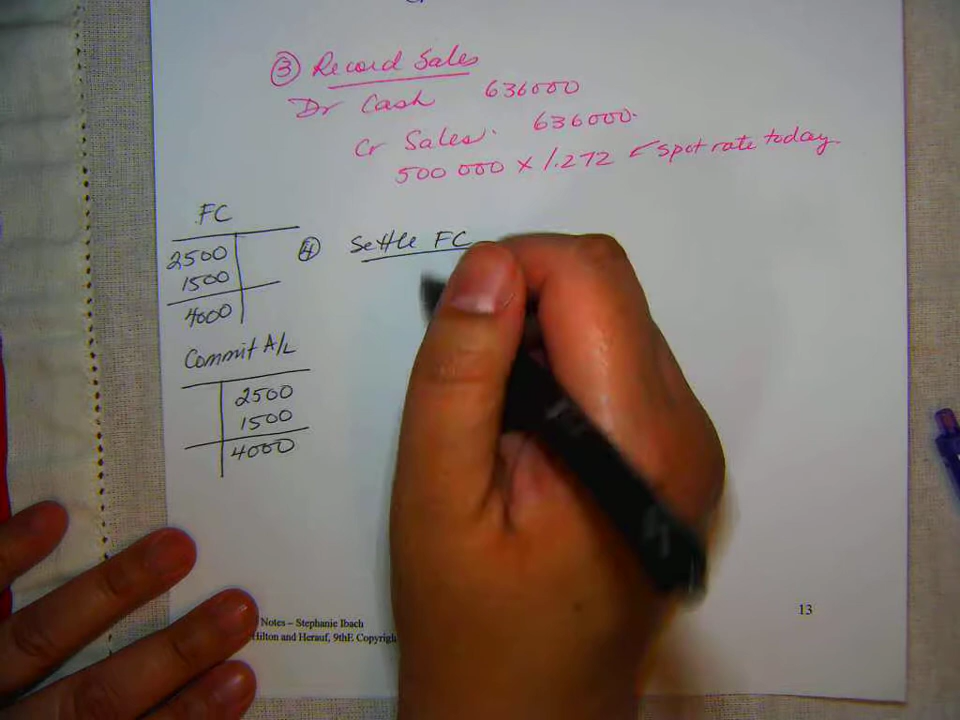 ③ Record Sales
Dr Cash 636000
Cr Sales. 636000.
500 000 x 1.272 ← spot rate today.
FC
2500
1500
4000
④ Settle FC
Commit A/L
2500
1500
4000
Notes - Stephanie Ibach
Hilton and Herauf, 9thE Copyrigh
13